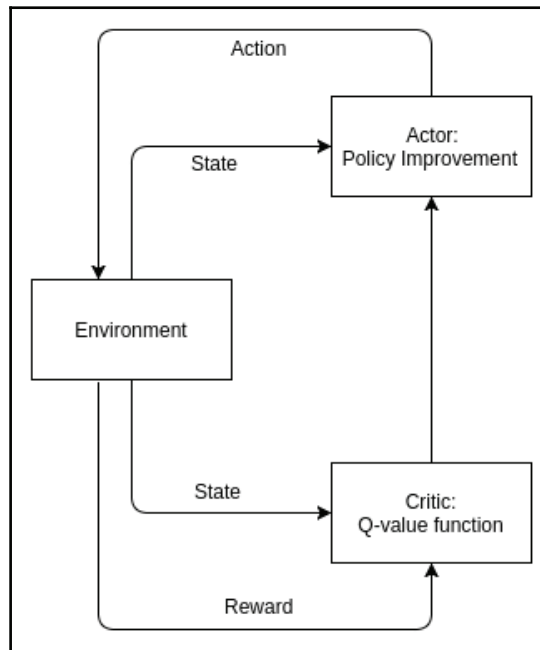 Action
Actor:
Policy Improvement
State
Environment
State
Critic:
Q-value function
Reward